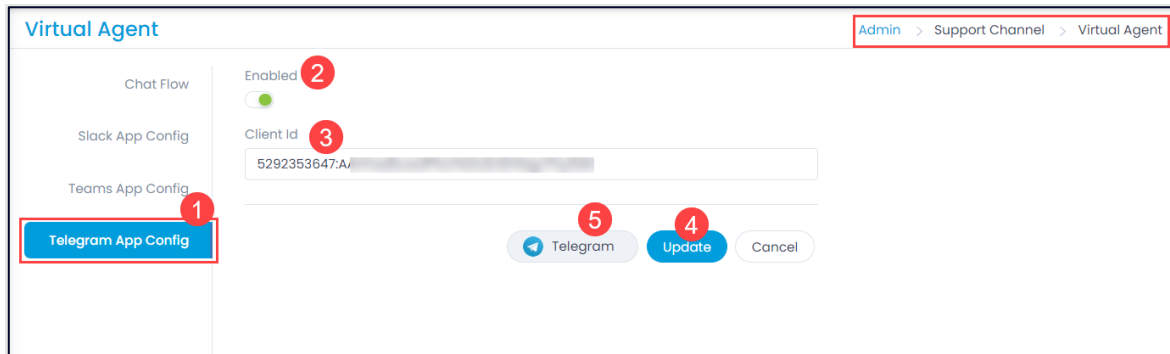 Virtual Agent
Admin > Support Channel > Virtual Agent
Chat Flow
Slack App Config
Teams App Config
1
Telegram App Config
Enabled 2
Client Id 3
5292353647:AA
5
4
Telegram
Update
Cancel